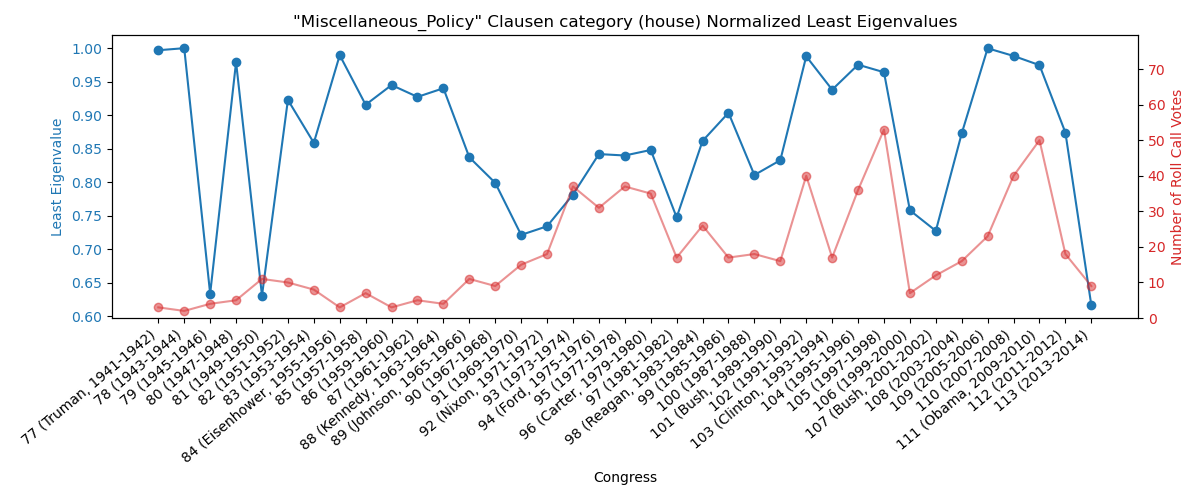 "Miscellaneous_Policy" Clausen category (house) Normalized Least Eigenvalues
1.00
0.95
0.90
0.85
0.80
0.75
0.70
0.65
0.60
Least Eigenvalue
70
60
50
40
30
20
10
0
Number of Roll Call Votes
77 (Truman, 1941-1942)
78 (1943-1944)
79 (1945-1946)
80 (1947-1948)
81 (1949-1950)
82 (1951-1952)
83 (1953-1954)
84 (Eisenhower, 1955-1956)
85 (1957-1958)
86 (1959-1960)
87 (1961-1962)
88 (Kennedy, 1963-1964)
89 (Johnson, 1965-1966)
90 (1967-1968)
91 (1969-1970)
92 (Nixon, 1971-1972)
93 (1973-1974)
94 (Ford, 1975-1976)
95 (1977-1978)
96 (Carter, 1979-1980)
97 (1981-1982)
98 (Reagan, 1983-1984)
99 (1985-1986)
100 (1987-1988)
101 (Bush, 1989-1990)
102 (1991-1992)
103 (Clinton, 1993-1994)
104 (1995-1996)
105 (1997-1998)
106 (1999-2000)
107 (Bush, 2001-2002)
108 (2003-2004)
109 (2005-2006)
110 (2007-2008)
111 (Obama, 2009-2010)
112 (2011-2012)
113 (2013-2014)
Congress